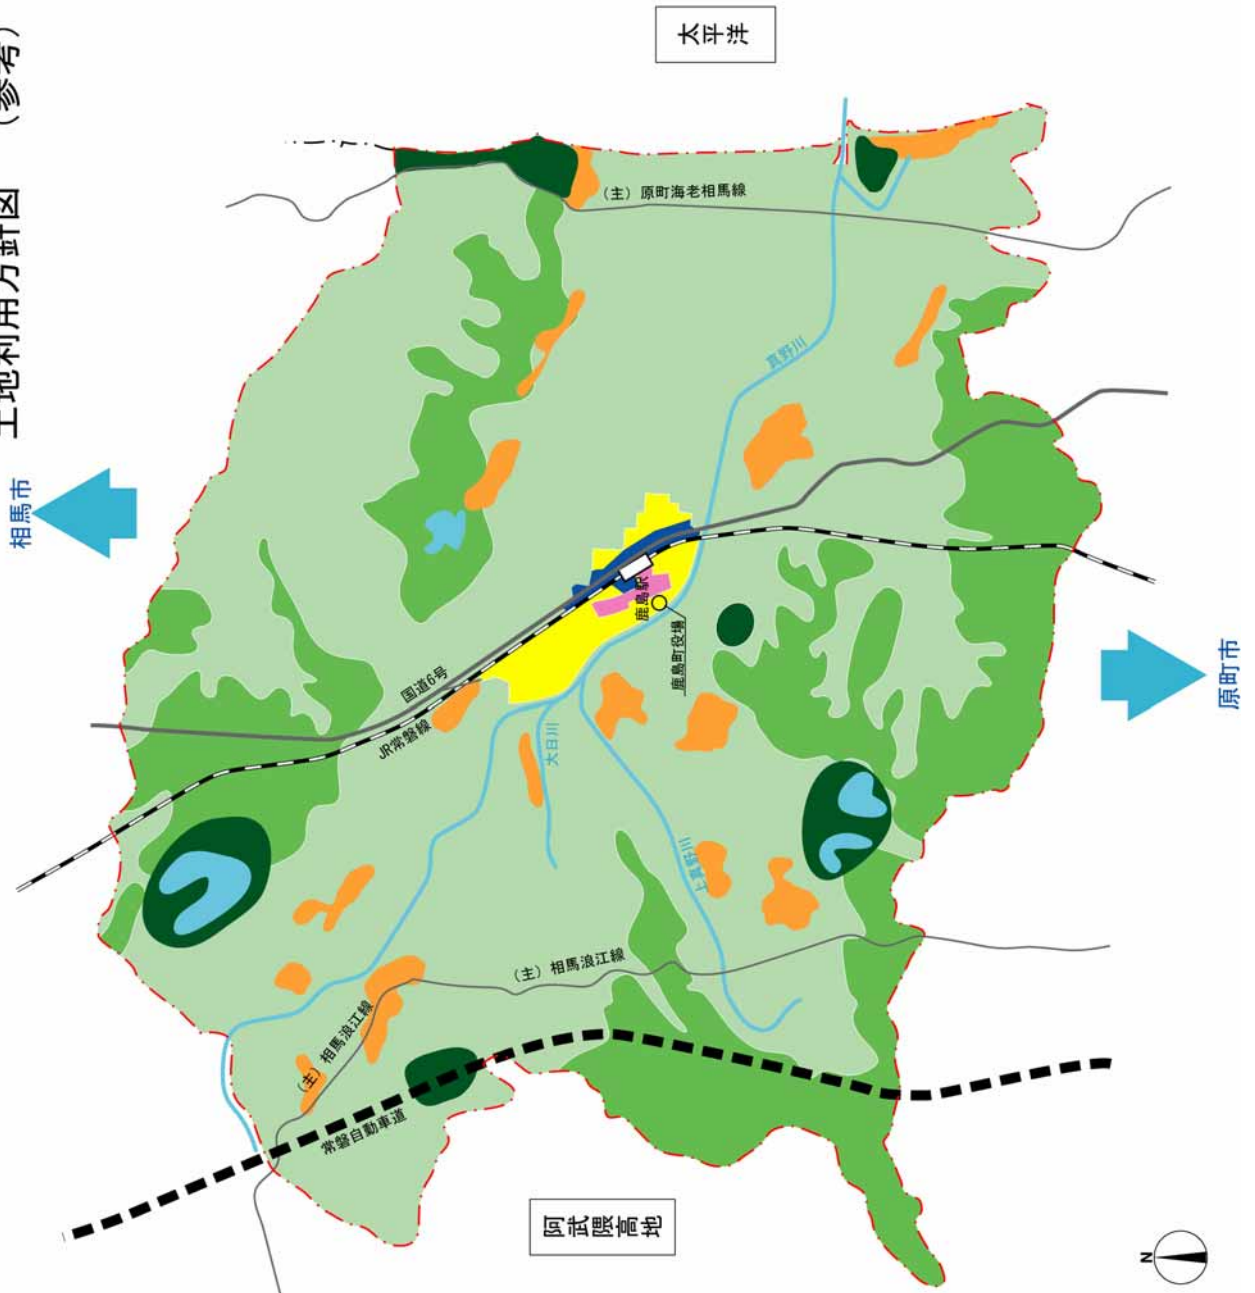 土地利用方針図 （参考）
太平洋
相馬市
（主）原町海老相馬線
真野川
国道6号
JR常磐線
鹿島駅
鹿島町役場
大日川
上真野川
（主）相馬浪江線
（主）相馬浪江線
常磐自動車道
原町市
阿武隈高地
N